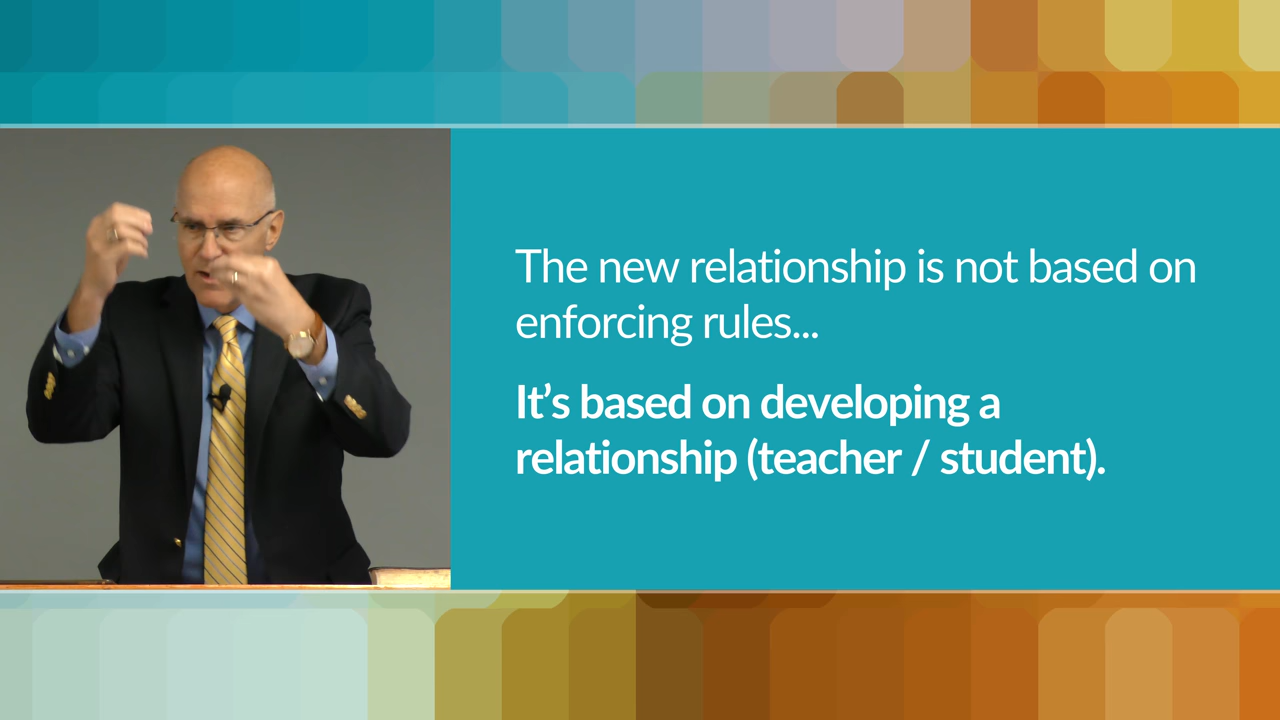 The new relationship is not based on
enforcing rules...
It’s based on developing a
relationship (teacher / student).